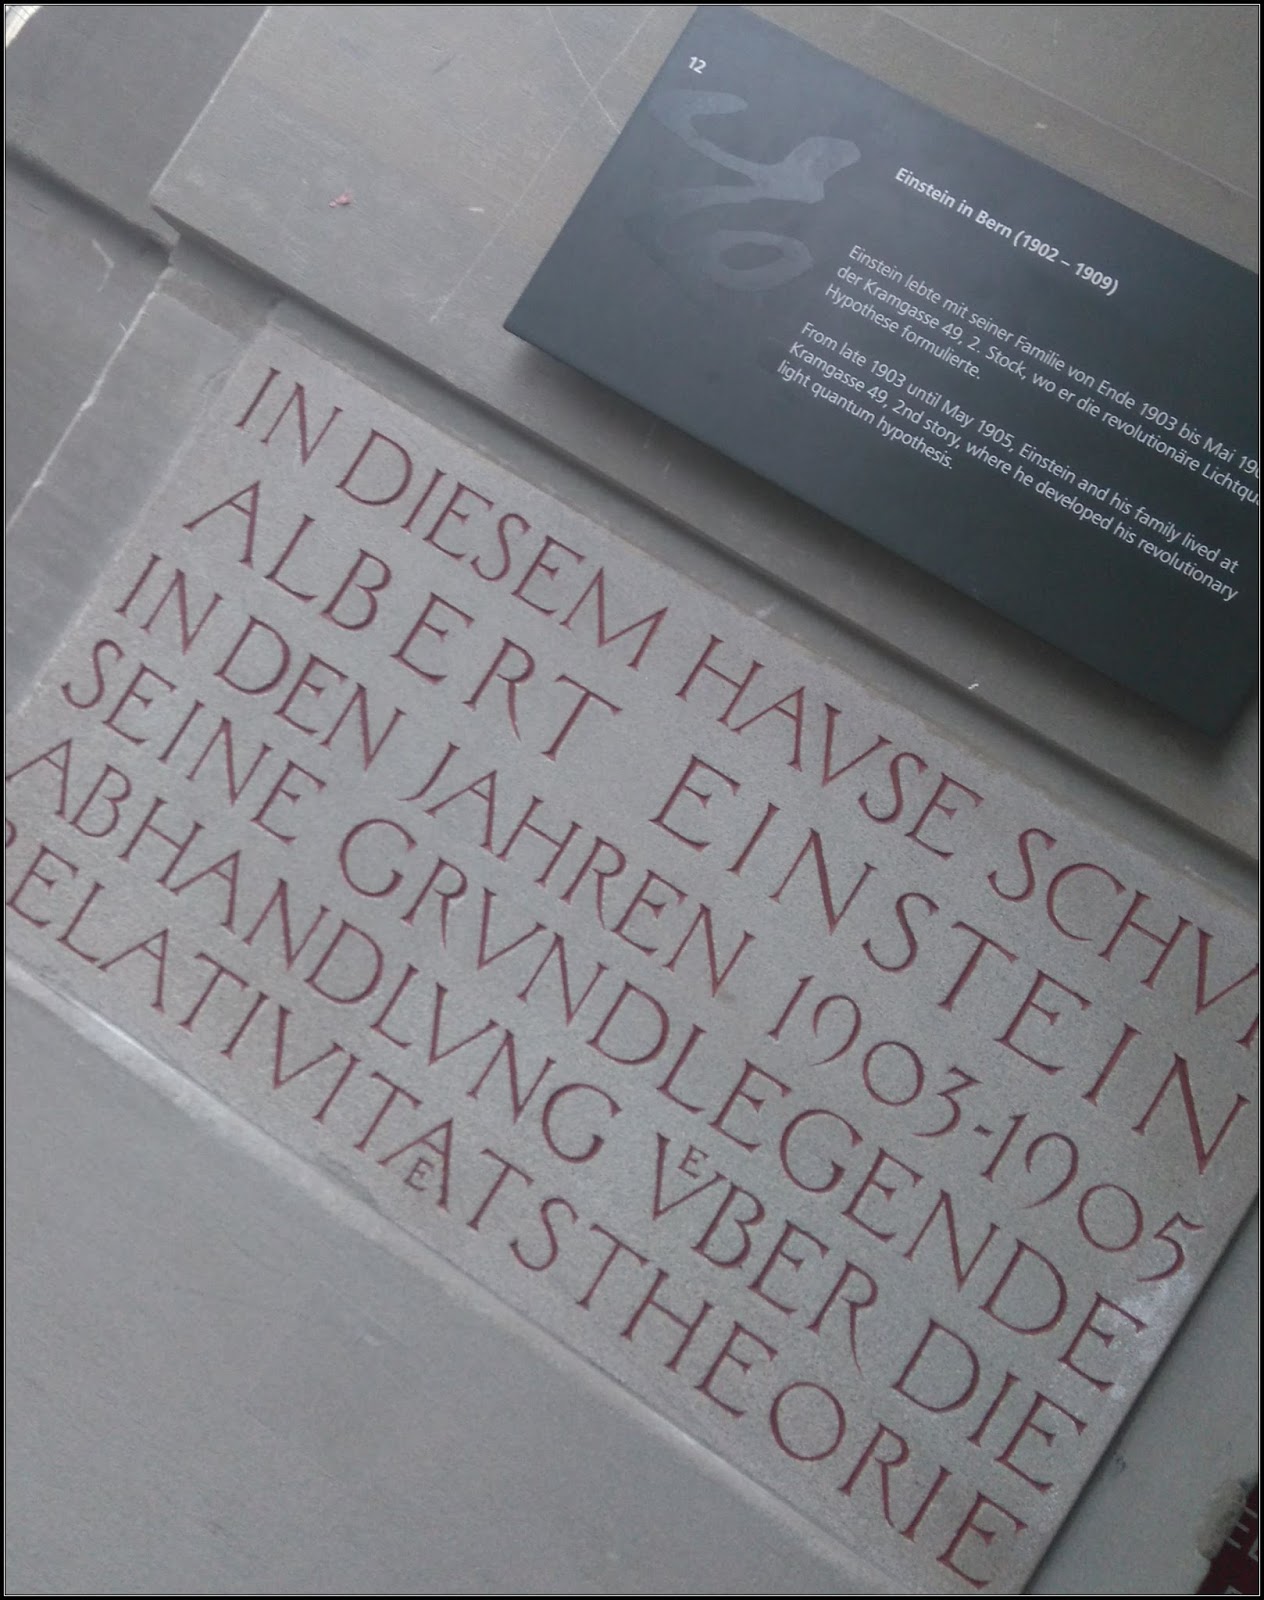 12
Einstein in Bern (1902 – 1909)
Einstein lebte mit seiner Familie von Ende 1903 bis Mai
der Kramgasse 49, 2. Stock, wo er die revolutionäre
Hypothese formulierte.
From late 1903 until May 1905, Einstein and his family lived at
Kramgasse 49, 2nd story, where he developed his revolutionary
light quantum hypothesis.
IN DIESEM HAVSE
ALBERT EINSTEIN
IN DEN JAHREN 1903-1905
SEINE GRVNDLEGENDE
ABHANDLVNG VEBER DIE
RELATIVITAETSTHEORIE